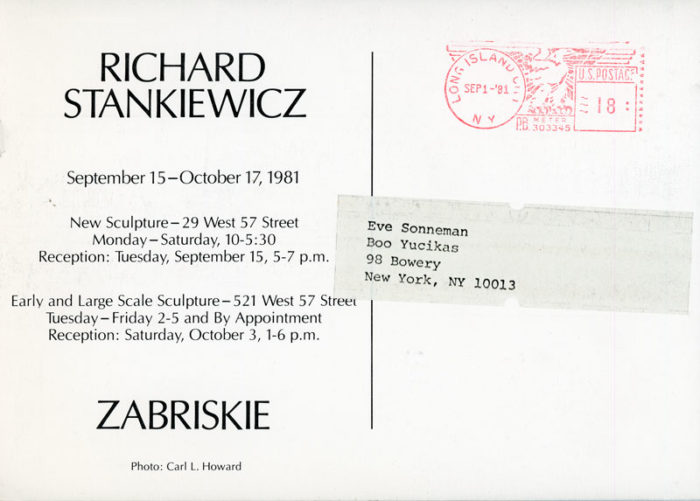 RICHARD
STANKIEWICZ
September 15–October 17, 1981
New Sculpture–29 West 57 Street
Monday–Saturday, 10-5:30
Reception: Tuesday, September 15, 5-7 p.m.
Early and Large Scale Sculpture–521 West 57 Street
Tuesday–Friday 2-5 and By Appointment
Reception: Saturday, October 3, 1-6 p.m.
ZABRISKIE
Photo: Carl L. Howard
LONG ISLAND CITY
SEP 1-'81
N Y
U.S. POSTAGE
18
P.B. METER
303345
Eve Sonneman
Boo Yucikas
98 Bowery
New York, NY 10013